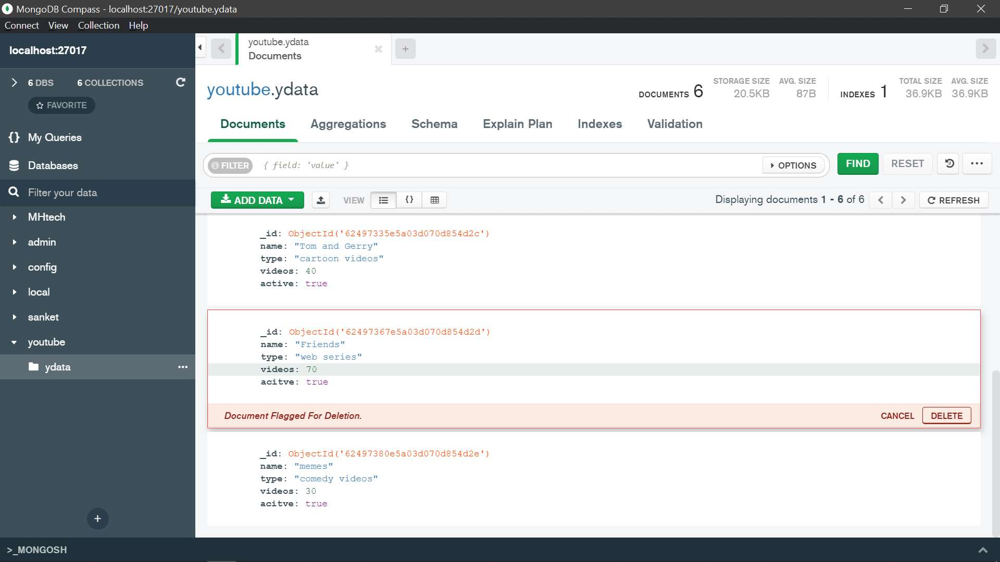 MongoDB Compass - localhost:27017/youtube.ydata
Connect View Collection Help
localhost:27017
6 DBS 6 COLLECTIONS
FAVORITE
{} My Queries
Databases
Filter your data
MHtech
admin
config
local
sanket
youtube
ydata
youtube.ydata
Documents
youtube.ydata
DOCUMENTS 6
STORAGE SIZE 20.5KB
AVG. SIZE 87B
INDEXES 1
TOTAL SIZE 36.9KB
AVG. SIZE 36.9KB
Documents Aggregations Schema Explain Plan Indexes Validation
FILTER { field: 'value' } OPTIONS FIND RESET
ADD DATA VIEW {} Displaying documents 1 - 6 of 6 REFRESH
_id: ObjectId('62497335e5a03d070d854d2c')
name: "Tom and Gerry"
type: "cartoon videos"
videos: 40
active: true
_id: ObjectId('62497367e5a03d070d854d2d')
name: "Friends"
type: "web series"
videos: 70
acitve: true
Document Flagged For Deletion. CANCEL DELETE
_id: ObjectId('62497380e5a03d070d854d2e')
name: "memes"
type: "comedy videos"
videos: 30
acitve: true
>_MONGOSH